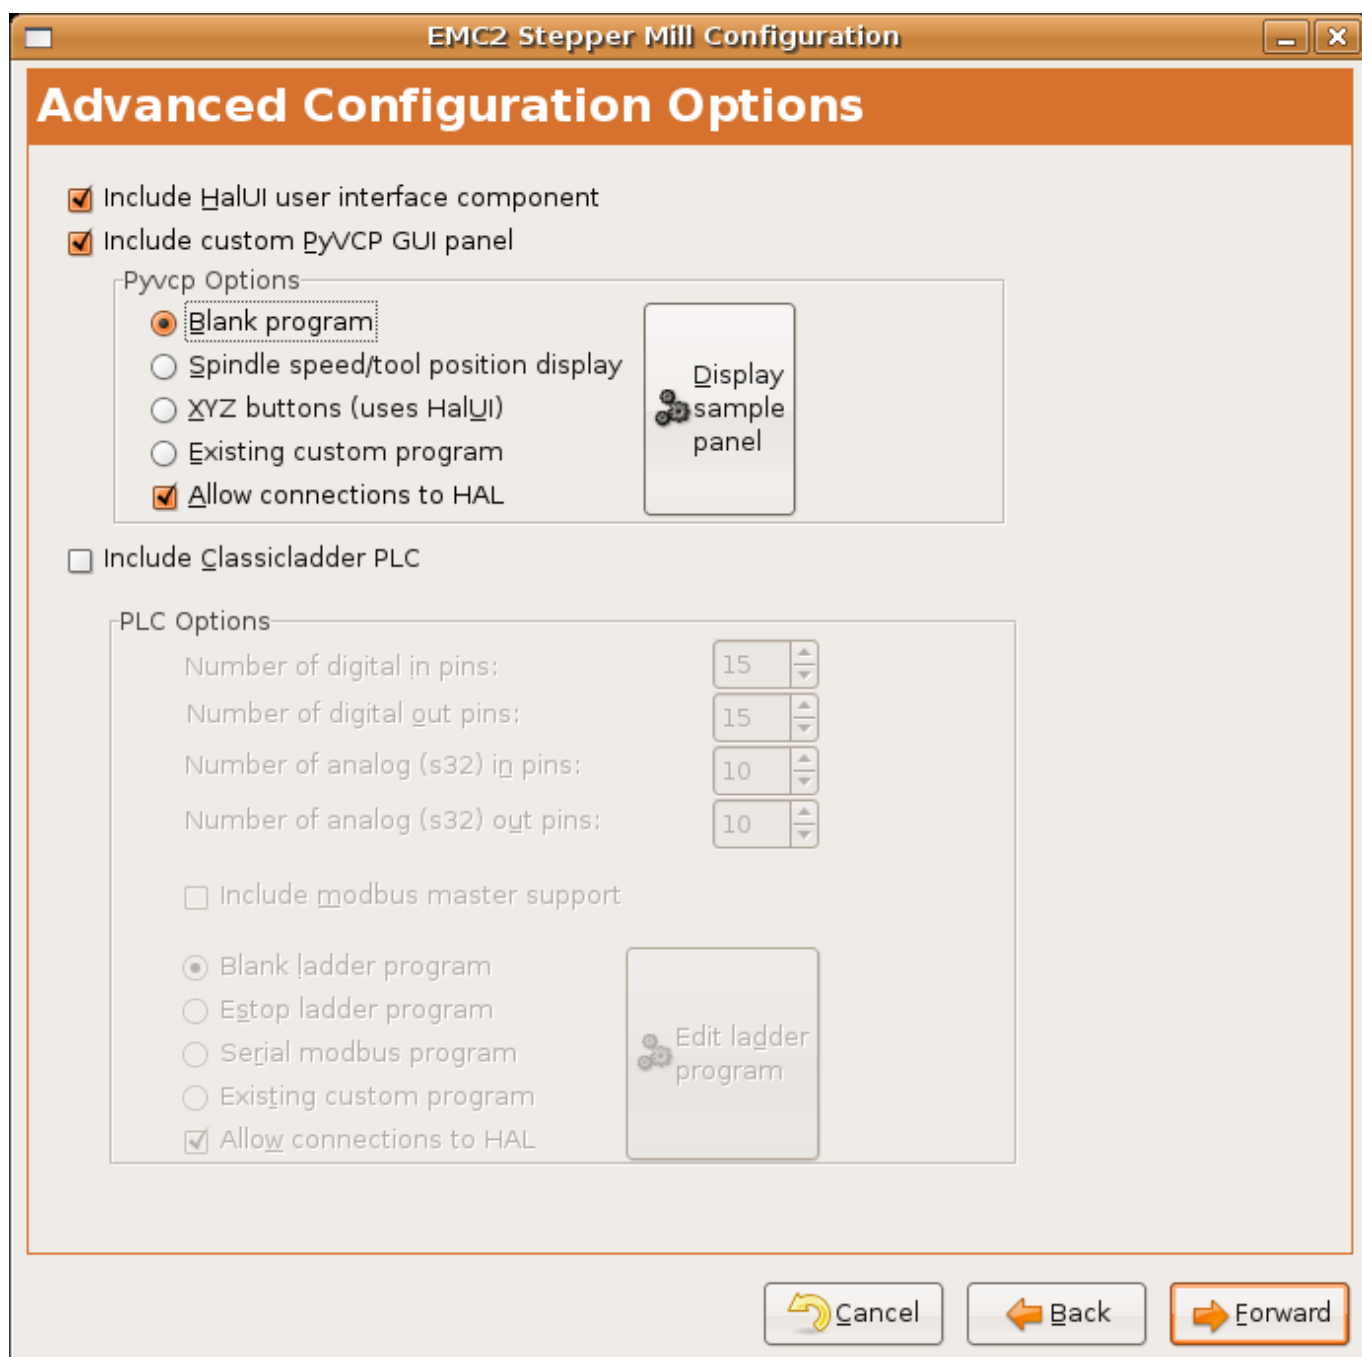 EMC2 Stepper Mill Configuration
Advanced Configuration Options
Include HalUI user interface component
Include custom PyVCP GUI panel
Pyvcp Options
Blank program
Spindle speed/tool position display
XYZ buttons (uses HalUI)
Existing custom program
Allow connections to HAL
Display
sample
panel
Include Classicladder PLC
PLC Options
Number of digital in pins: 15
Number of digital out pins: 15
Number of analog (s32) in pins: 10
Number of analog (s32) out pins: 10
Include modbus master support
Blank ladder program
Estop ladder program
Serial modbus program
Existing custom program
Allow connections to HAL
Edit ladder
program
Cancel Back Forward